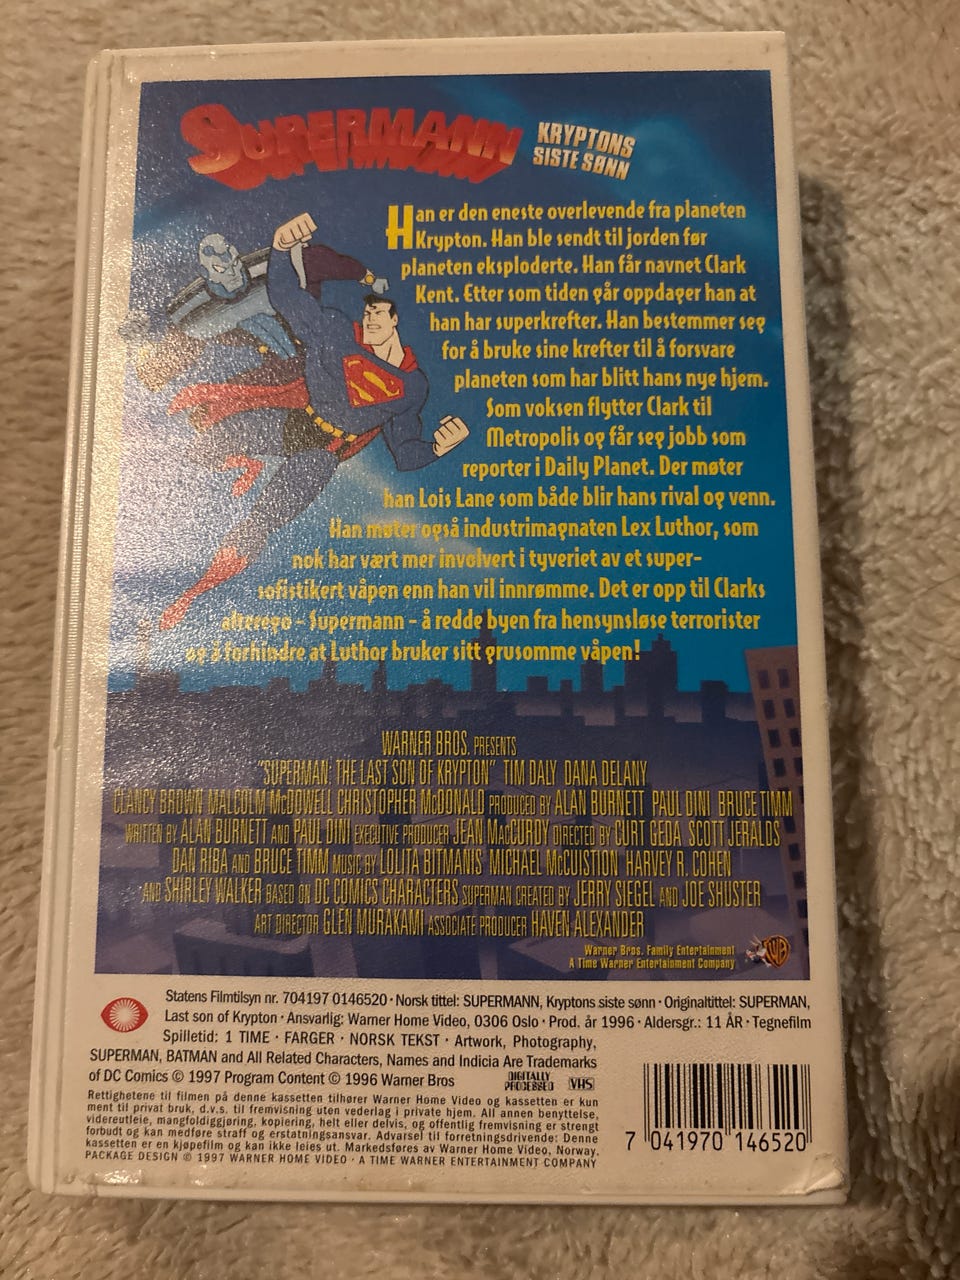 SUPERMANN KRYPTONS
SISTE SØNN
Han er den eneste overlevende fra planeten
Krypton. Han ble sendt til jorden før
planeten eksploderte. Han får navnet Clark
Kent. Etter som tiden går oppdager han at
han har superkrefter. Han bestemmer seg
for å bruke sine krefter til å forsvare
planeten som har blitt hans nye hjem.
Som voksen flytter Clark til
Metropolis og får seg jobb som
reporter i Daily Planet. Der møter
han Lois Lane som både blir hans rival og venn.
Han møter også industrimagnaten Lex Luthor, som
nok har vært mer involvert i tyveriet av et super-
sofistikert våpen enn han vil innrømme. Det er opp til Clarks
alterego - Supermann - å redde byen fra hensynsløse terrorister
og å forhindre at Luthor bruker sitt grusomme våpen!
WARNER BROS. PRESENTS
"SUPERMAN: THE LAST SON OF KRYPTON" TIM DALY DANA DELANY
CLANCY BROWN MALCOLM McDOWELL CHRISTOPHER McDONALD PRODUCED BY ALAN BURNETT PAUL DINI BRUCE TIMM
WRITTEN BY ALAN BURNETT AND PAUL DINI EXECUTIVE PRODUCER JEAN MacCURDY DIRECTED BY CURT GEDA SCOTT JERALDS
DAN RIBA AND BRUCE TIMM MUSIC BY LOLITA RITMANIS MICHAEL McCUISTION HARVEY R. COHEN
AND SHIRLEY WALKER BASED ON DC COMICS CHARACTERS SUPERMAN CREATED BY JERRY SIEGEL AND JOE SHUSTER
ART DIRECTOR GLEN MURAKAMI ASSOCIATE PRODUCER HAVEN ALEXANDER
Warner Bros. Family Entertainment
A Time Warner Entertainment Company
WB
Statens Filmtilsyn nr. 704197 0146520 · Norsk tittel: SUPERMANN, Kryptons siste sønn · Originaltittel: SUPERMAN,
Last son of Krypton · Ansvarlig: Warner Home Video, 0306 Oslo · Prod. år 1996 · Aldersgr.: 11 ÅR · Tegnefilm
Spilletid: 1 TIME · FARGER · NORSK TEKST · Artwork, Photography,
SUPERMAN, BATMAN and All Related Characters, Names and Indicia Are Trademarks
of DC Comics © 1997 Program Content © 1996 Warner Bros
DIGITALLY
PROCESSED VHS
Rettighetene til filmen på denne kassetten tilhører Warner Home Video og kassetten er kun
ment til privat bruk, d.v.s. til fremvisning uten vederlag i private hjem. All annen benyttelse,
videreutleie, mangfoldiggjøring, kopiering, helt eller delvis, og offentlig fremvisning er strengt
forbudt og kan medføre straff og erstatningsansvar. Advarsel til forretningsdrivende: Denne
kassetten er en kjøpefilm og kan ikke leies ut. Markedsføres av Warner Home Video, Norway.
PACKAGE DESIGN © 1997 WARNER HOME VIDEO · A TIME WARNER ENTERTAINMENT COMPANY
7 041970 146520